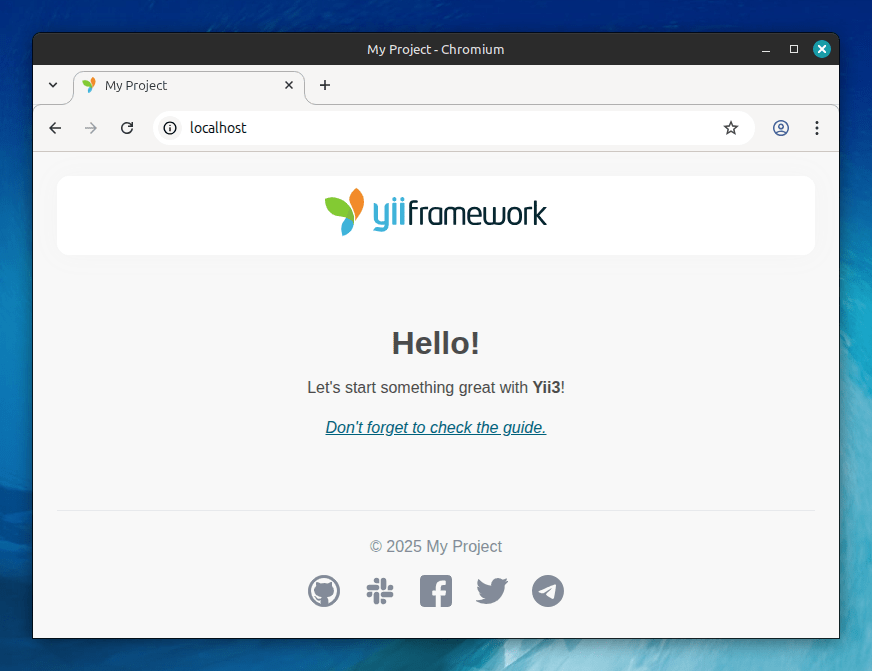 My Project - Chromium
My Project
localhost
yiiframework
Hello!
Let's start something great with Yii3!
Don't forget to check the guide.
© 2025 My Project